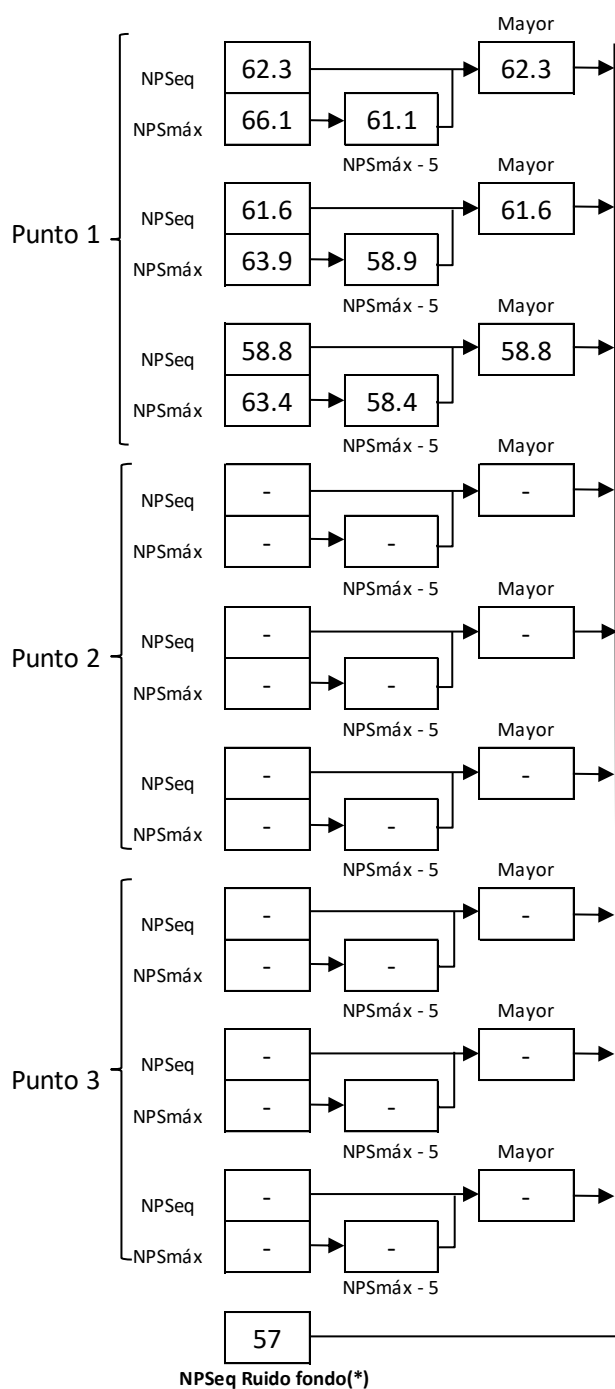 Mayor
NPSeq 62.3 62.3
NPSmáx 66.1 61.1
NPSmáx - 5
Mayor
NPSeq 61.6 61.6
Punto 1
NPSmáx 63.9 58.9
NPSmáx - 5
Mayor
NPSeq 58.8 58.8
NPSmáx 63.4 58.4
NPSmáx - 5
Mayor
NPSeq - -
NPSmáx - -
NPSmáx - 5
Mayor
NPSeq - -
Punto 2
NPSmáx - -
NPSmáx - 5
Mayor
NPSeq - -
NPSmáx - -
NPSmáx - 5
Mayor
NPSeq - -
NPSmáx - -
NPSmáx - 5
Mayor
NPSeq - -
Punto 3
NPSmáx - -
NPSmáx - 5
Mayor
NPSeq - -
NPSmáx - -
NPSmáx - 5
57
NPSeq Ruido fondo(*)